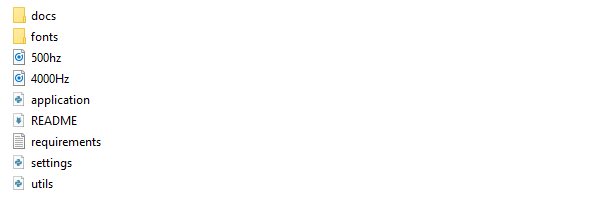 docs
fonts
500hz
4000Hz
application
README
requirements
settings
utils